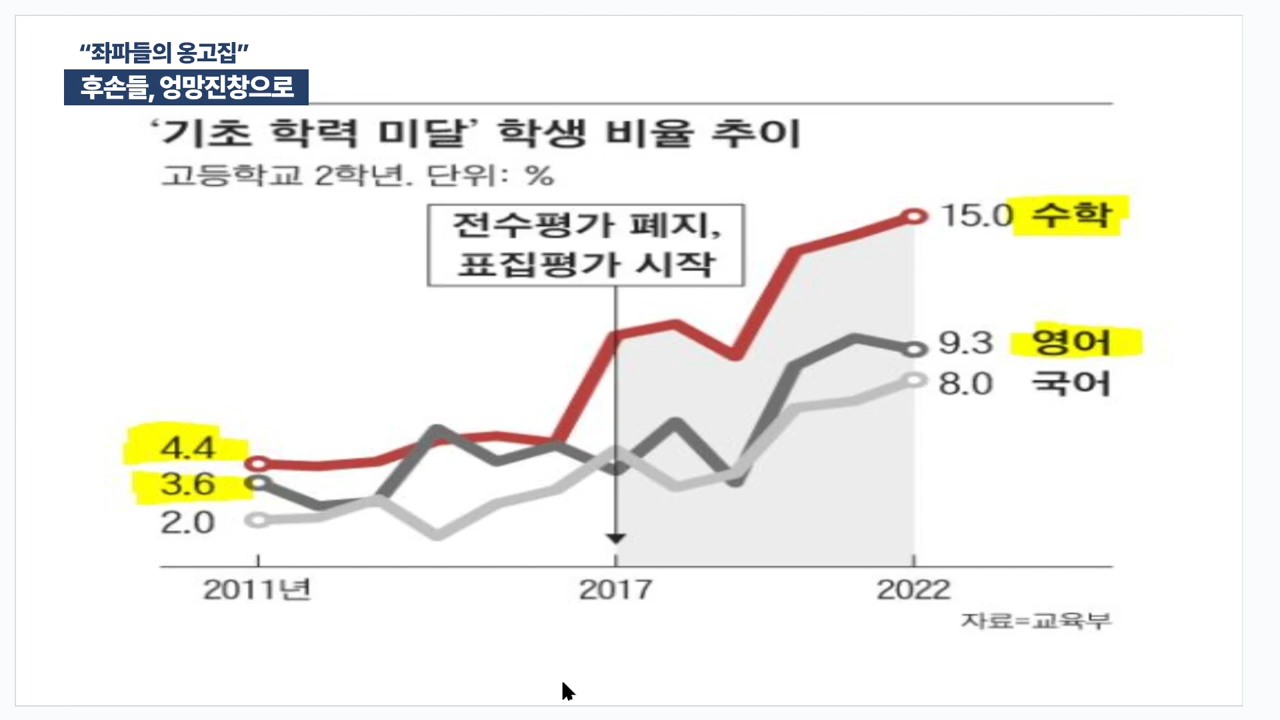 “좌파들의 옹고집”
후손들, 엉망진창으로
‘기초 학력 미달’ 학생 비율 추이
고등학교 2학년. 단위: %
전수평가 폐지,
표집평가 시작
15.0 수학
9.3 영어
8.0 국어
4.4
3.6
2.0
2011년 2017 2022
자료=교육부